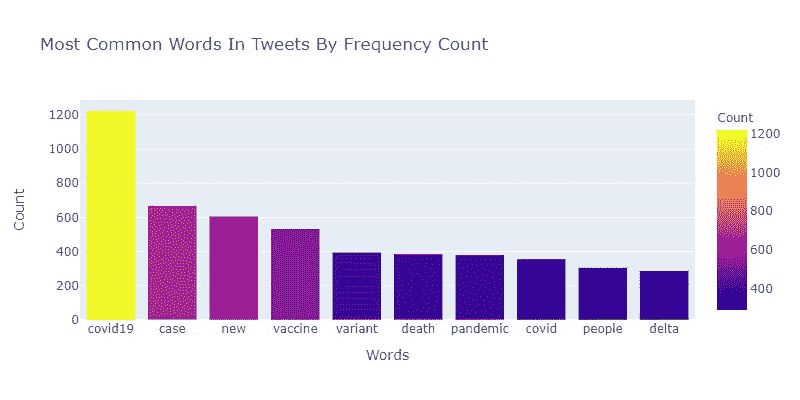 Most Common Words In Tweets By Frequency Count
Count
1200
1000
800
600
400
200
0
covid19 case new vaccine variant death pandemic covid people delta
Words
Count
1200
1000
800
600
400